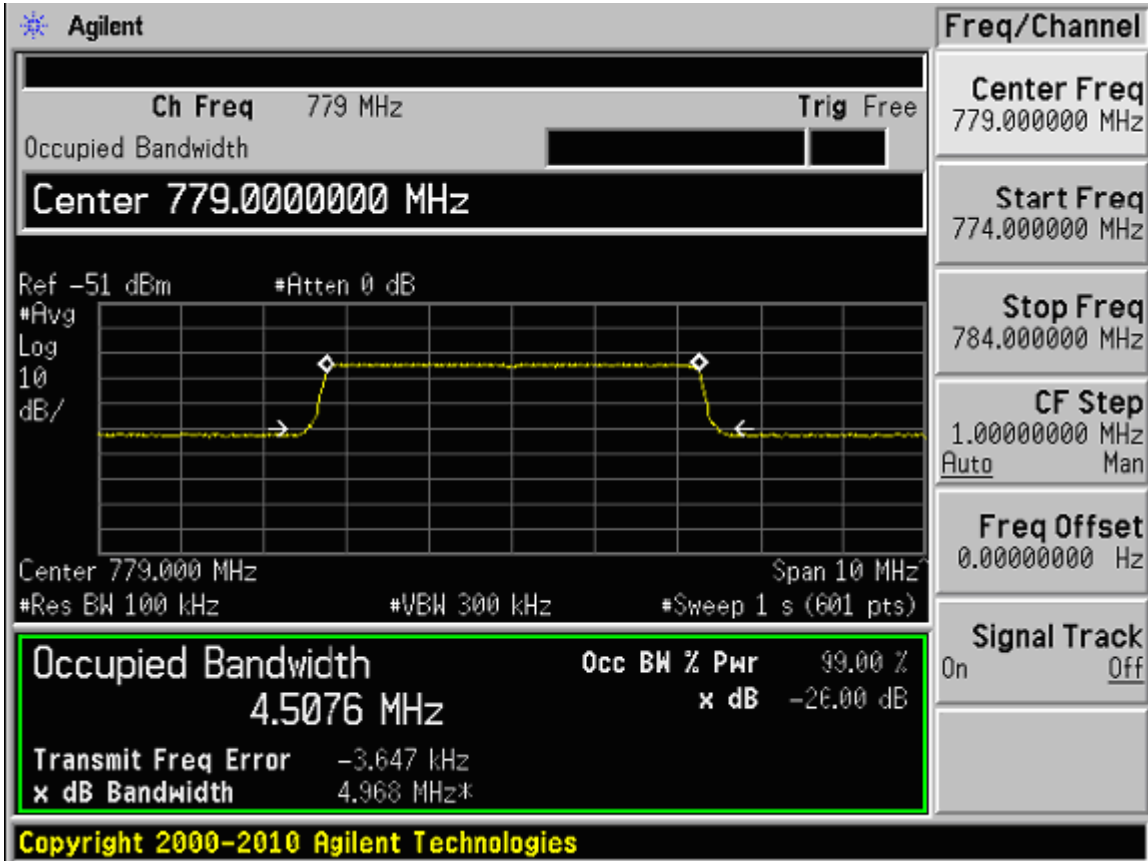 Agilent
Freq/Channel
Ch Freq 779 MHz Trig Free
Occupied Bandwidth
Center 779.0000000 MHz
Ref -51 dBm #Atten 0 dB
#Avg
Log
10
dB/
Center 779.000 MHz Span 10 MHz^
#Res BW 100 kHz #VBW 300 kHz #Sweep 1 s (601 pts)
Occupied Bandwidth Occ BW % Pwr 99.00 %
4.5076 MHz x dB -26.00 dB
Transmit Freq Error -3.647 kHz
x dB Bandwidth 4.968 MHz*
Copyright 2000-2010 Agilent Technologies
Center Freq
779.000000 MHz
Start Freq
774.000000 MHz
Stop Freq
784.000000 MHz
CF Step
1.00000000 MHz
Auto Man
Freq Offset
0.00000000 Hz
Signal Track
On Off